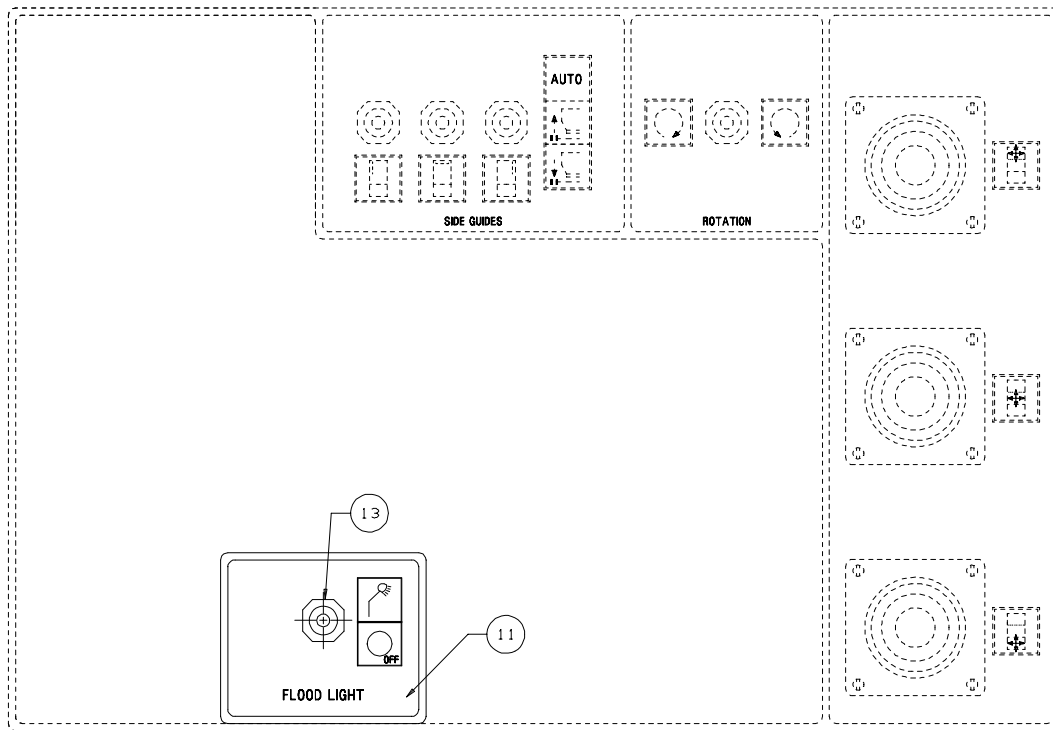 AUTO
SIDE GUIDES
ROTATION
13
11
OFF
FLOOD LIGHT